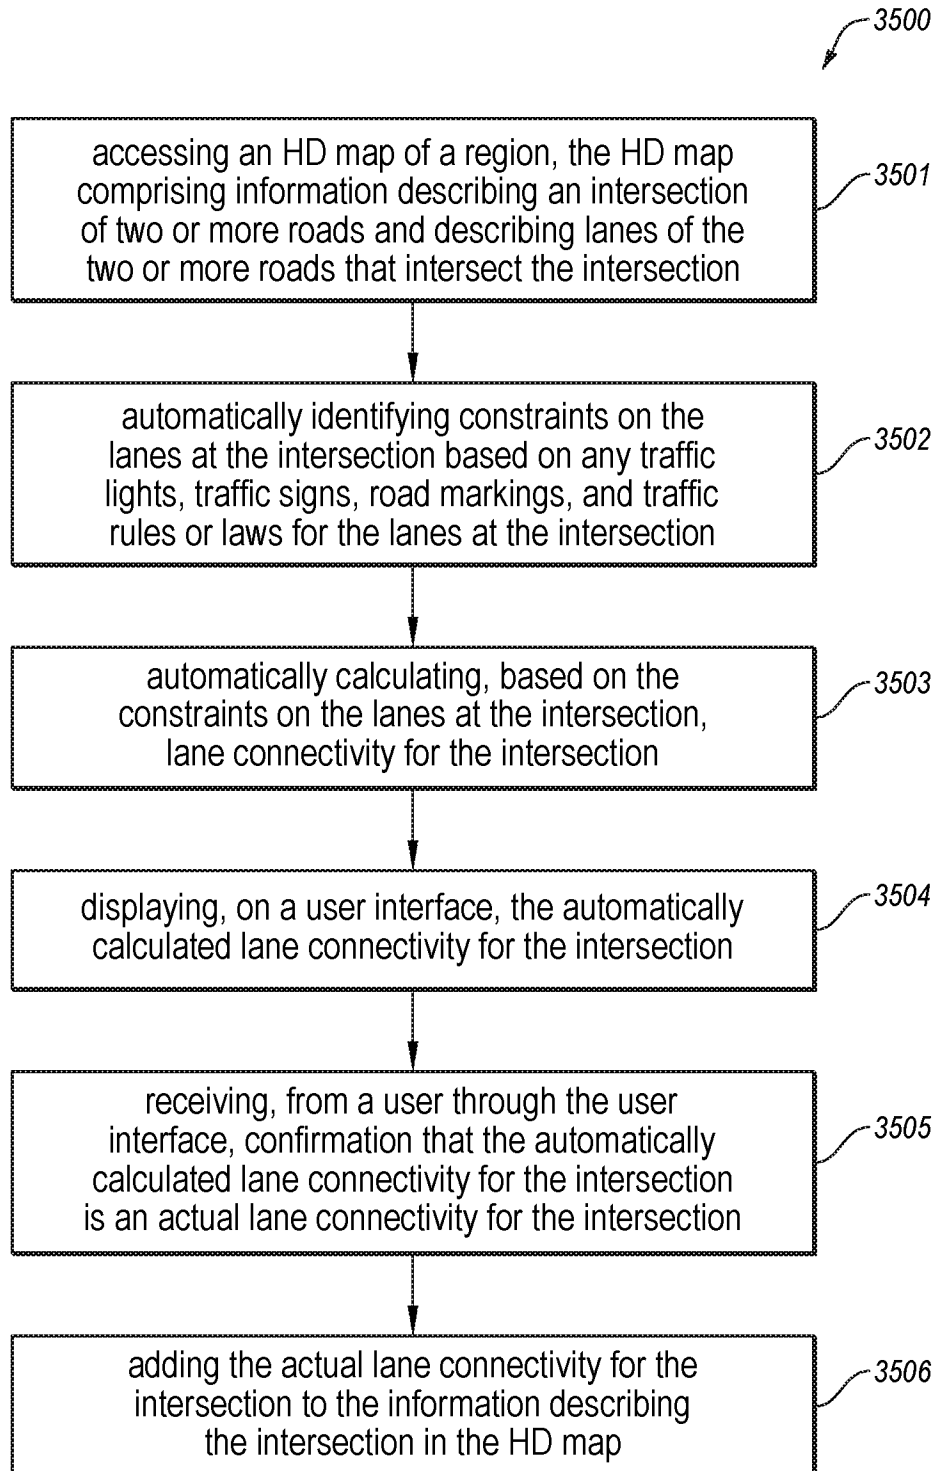 3500
accessing an HD map of a region, the HD map
comprising information describing an intersection
of two or more roads and describing lanes of the
two or more roads that intersect the intersection
3501
automatically identifying constraints on the
lanes at the intersection based on any traffic
lights, traffic signs, road markings, and traffic
rules or laws for the lanes at the intersection
3502
automatically calculating, based on the
constraints on the lanes at the intersection,
lane connectivity for the intersection
3503
displaying, on a user interface, the automatically
calculated lane connectivity for the intersection
3504
receiving, from a user through the user
interface, confirmation that the automatically
calculated lane connectivity for the intersection
is an actual lane connectivity for the intersection
3505
adding the actual lane connectivity for the
intersection to the information describing
the intersection in the HD map
3506